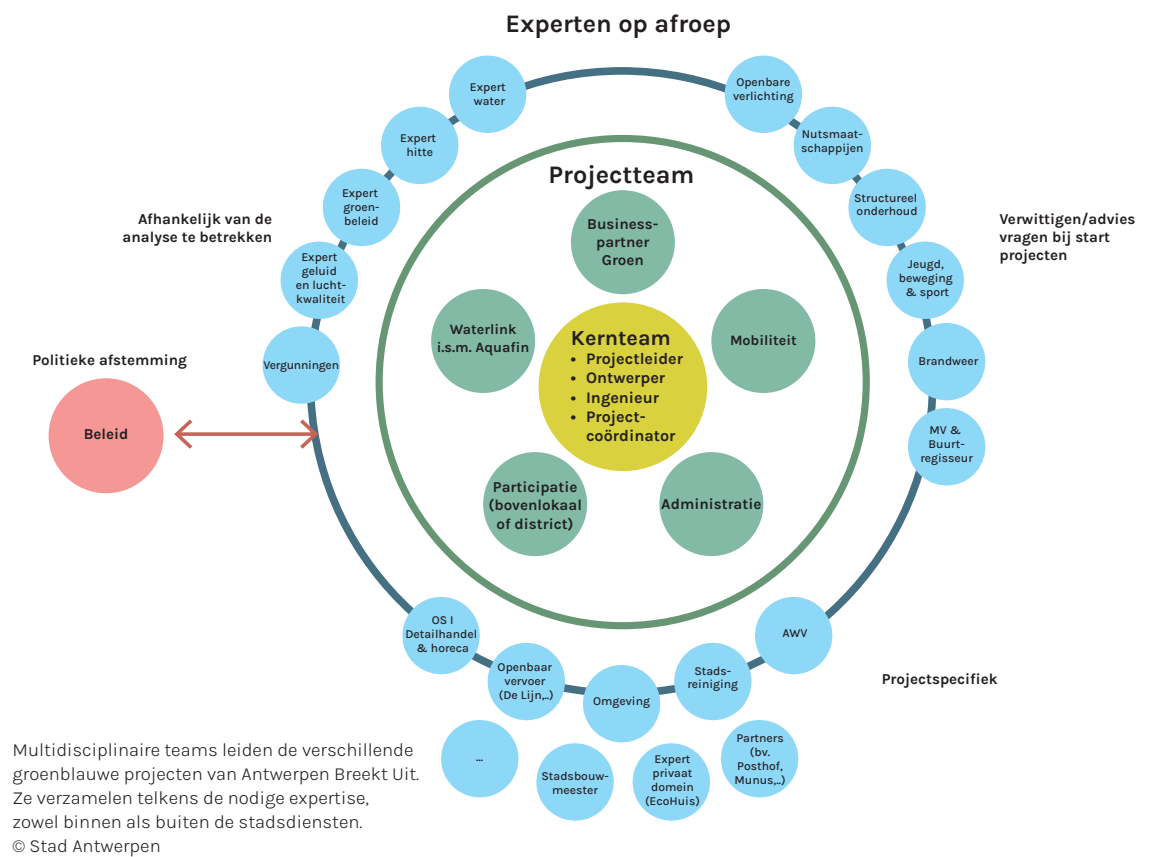 Experten op afroep
Expert
water
Openbare
verlichting
Expert
hitte
Nutsmaat-
schappijen
Projectteam
Expert
groen-
beleid
Structureel
onderhoud
Afhankelijk van de
analyse te betrekken
Verwittigen/advies
vragen bij start
projecten
Business-
partner
Groen
Expert
geluid
en lucht-
kwaliteit
Jeugd,
beweging
& sport
Waterlink
i.s.m. Aquafin
Kernteam
• Projectleider
• Ontwerper
• Ingenieur
• Project-
coördinator
Mobiliteit
Vergunningen
Brandweer
Politieke afstemming
Beleid
MV &
Buurt-
regisseur
Participatie
(bovenlokaal
of district)
Administratie
OS I
Detailhandel
& horeca
AWV
Openbaar
vervoer
(De Lijn,..)
Omgeving
Stads-
reiniging
Projectspecifiek
...
Stadsbouw-
meester
Expert
privaat
domein
(EcoHuis)
Partners
(bv.
Posthof,
Munus,..)
Multidisciplinaire teams leiden de verschillende
groenblauwe projecten van Antwerpen Breekt Uit.
Ze verzamelen telkens de nodige expertise,
zowel binnen als buiten de stadsdiensten.
© Stad Antwerpen